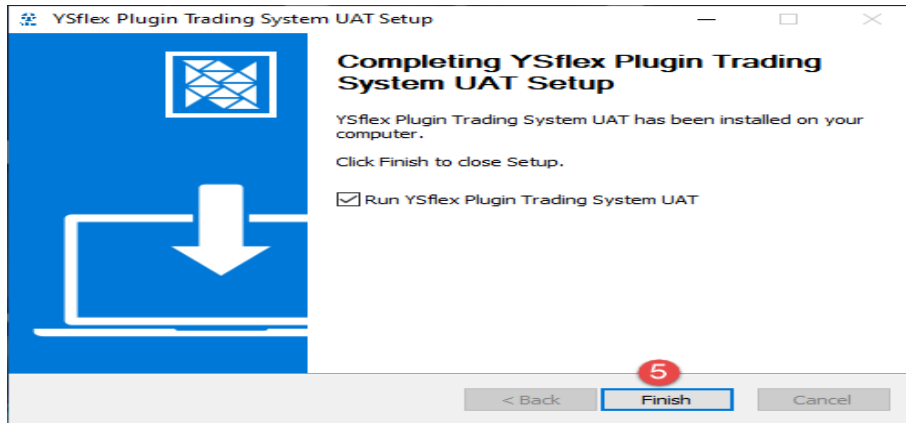 YSflex Plugin Trading System UAT Setup
Completing YSflex Plugin Trading
System UAT Setup
YSflex Plugin Trading System UAT has been installed on your
computer.
Click Finish to close Setup.
Run YSflex Plugin Trading System UAT
5
< Back Finish Cancel